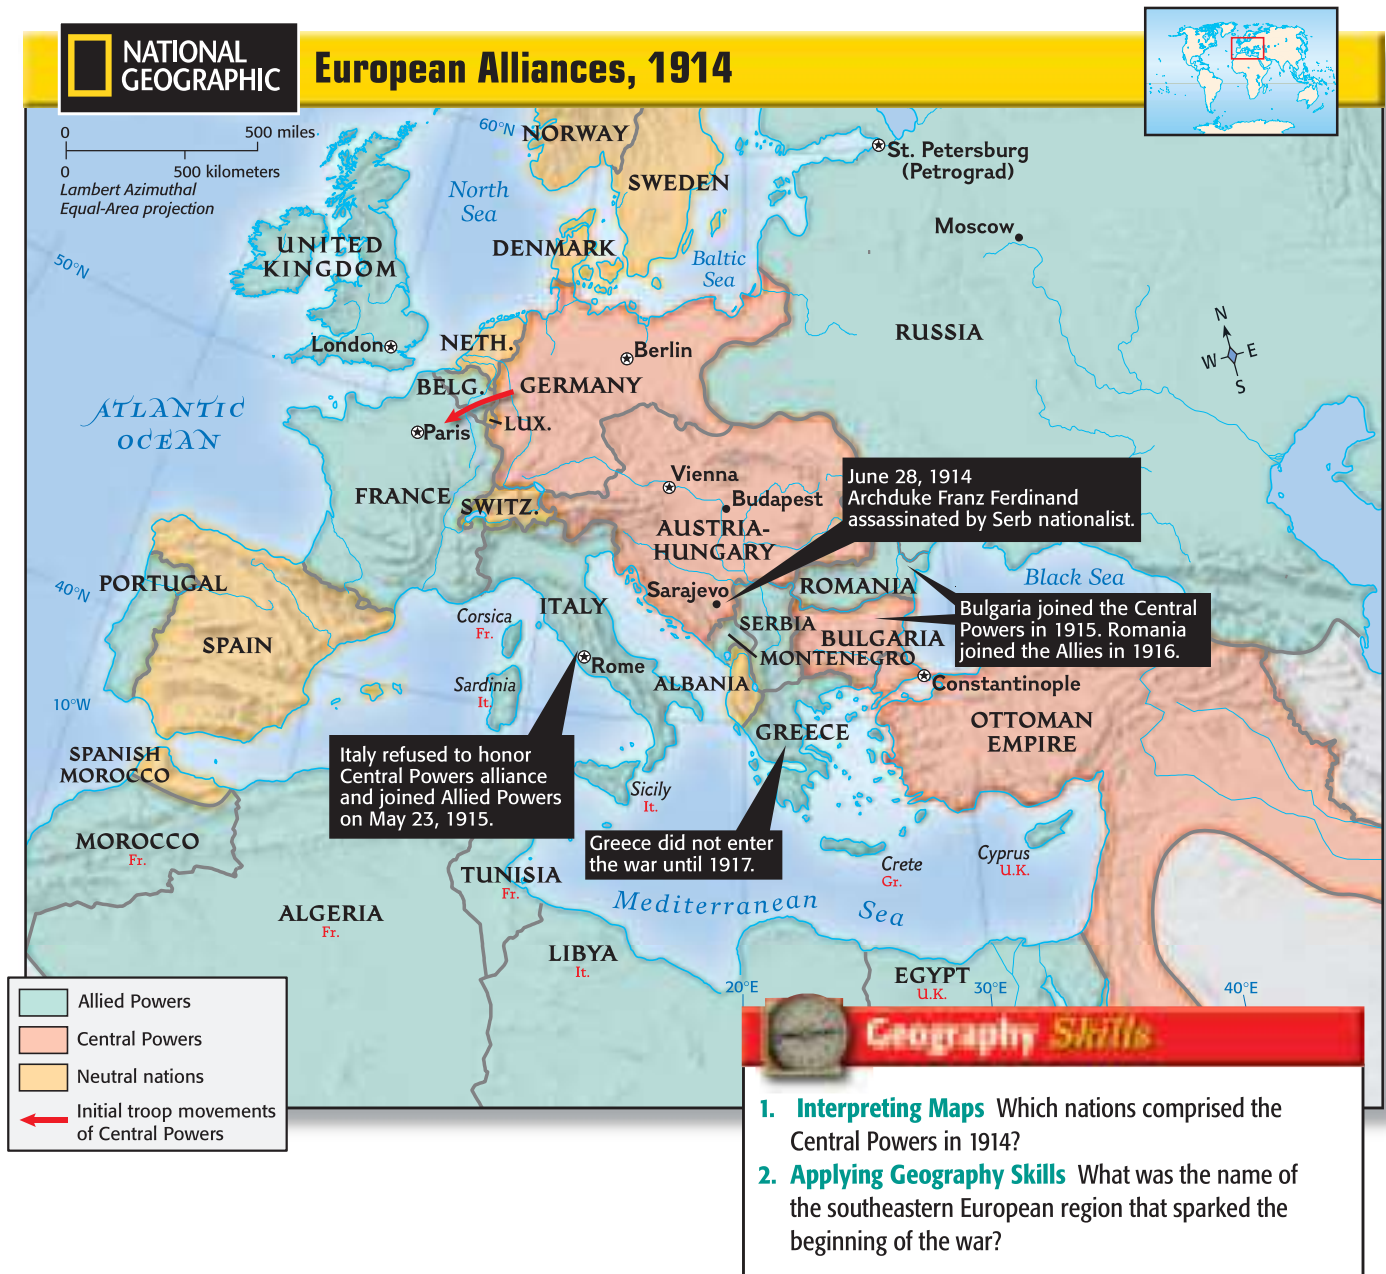 NATIONAL
GEOGRAPHIC
European Alliances, 1914
0
500 miles
0
500 kilometers
Lambert Azimuthal
Equal-Area projection
60°N
NORWAY
SWEDEN
St. Petersburg
(Petrograd)
North
Sea
Moscow
DENMARK
Baltic
Sea
UNITED
KINGDOM
50°N
RUSSIA
N
W
E
S
London
NETH.
Berlin
BELG.
GERMANY
ATLANTIC
OCEAN
LUX.
Paris
FRANCE
SWITZ.
Vienna
Budapest
AUSTRIA-
HUNGARY
June 28, 1914
Archduke Franz Ferdinand
assassinated by Serb nationalist.
Sarajevo
ROMANIA
Black Sea
PORTUGAL
40°N
SPAIN
Corsica
Fr.
ITALY
SERBIA
BULGARIA
MONTENEGRO
Bulgaria joined the Central
Powers in 1915. Romania
joined the Allies in 1916.
Rome
Sardinia
It.
ALBANIA
Constantinople
10°W
OTTOMAN
EMPIRE
GREECE
SPANISH
MOROCCO
Italy refused to honor
Central Powers alliance
and joined Allied Powers
on May 23, 1915.
Sicily
It.
Greece did not enter
the war until 1917.
MOROCCO
Fr.
Crete
Gr.
Cyprus
U.K.
TUNISIA
Fr.
Mediterranean Sea
ALGERIA
Fr.
LIBYA
It.
EGYPT
U.K.
20°E
30°E
40°E
Allied Powers
Central Powers
Neutral nations
Initial troop movements
of Central Powers
Geography Skills
1. Interpreting Maps Which nations comprised the
Central Powers in 1914?
2. Applying Geography Skills What was the name of
the southeastern European region that sparked the
beginning of the war?